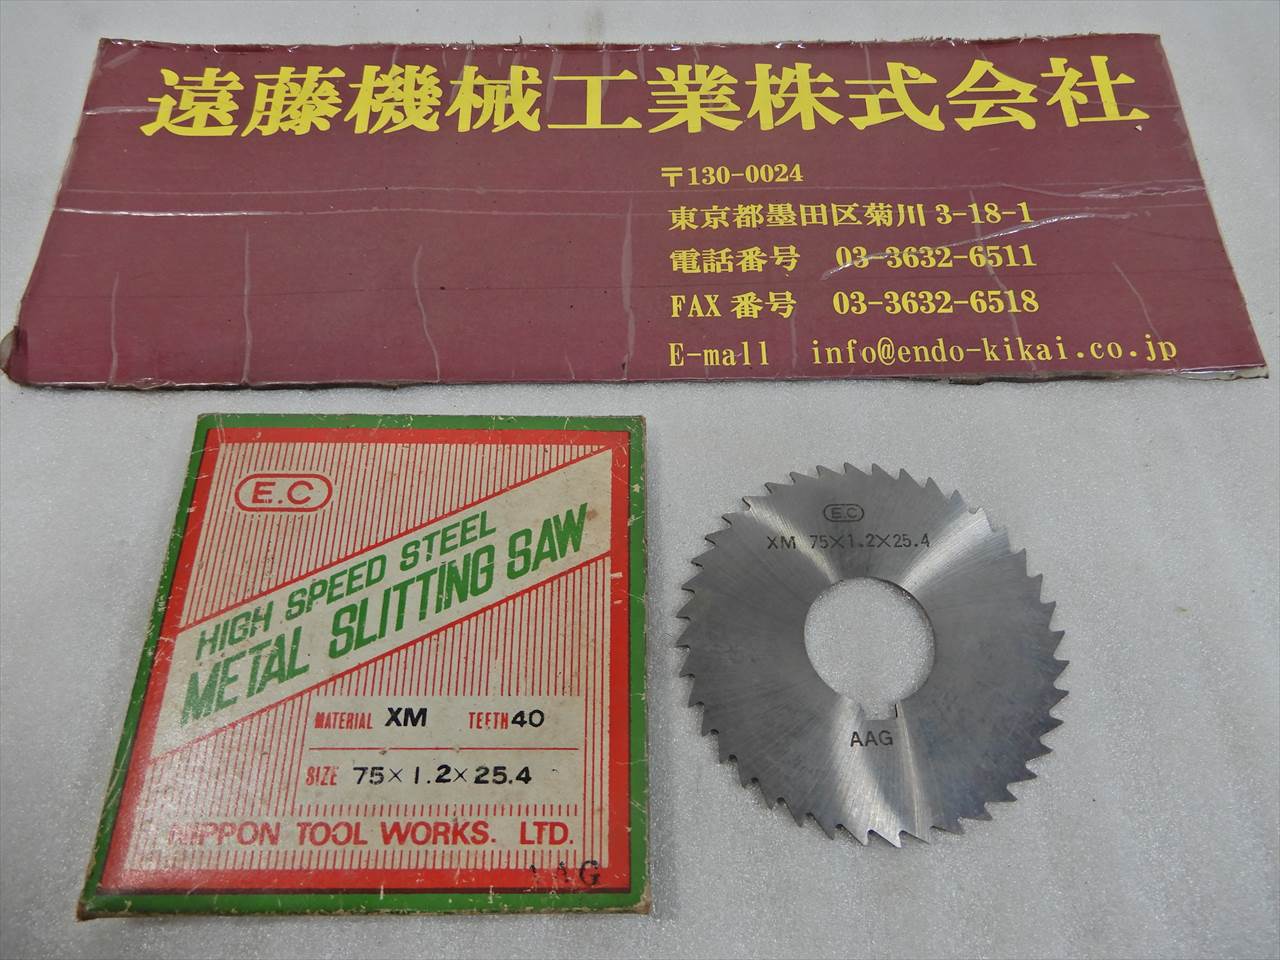 遠藤機械工業株式会社
〒130-0024
東京都墨田区菊川 3-18-1
電話番号 03-3632-6511
FAX 番号 03-3632-6518
E-mall info@endo-kikai.co.jp
E.C
HIGH SPEED STEEL
METAL SLITTING SAW
MATERIAL XM TEETH 40
SIZE 75×1.2×25.4
NIPPON TOOL WORKS. LTD.
AAG
E.C
XM 75×1.2×25.4
AAG